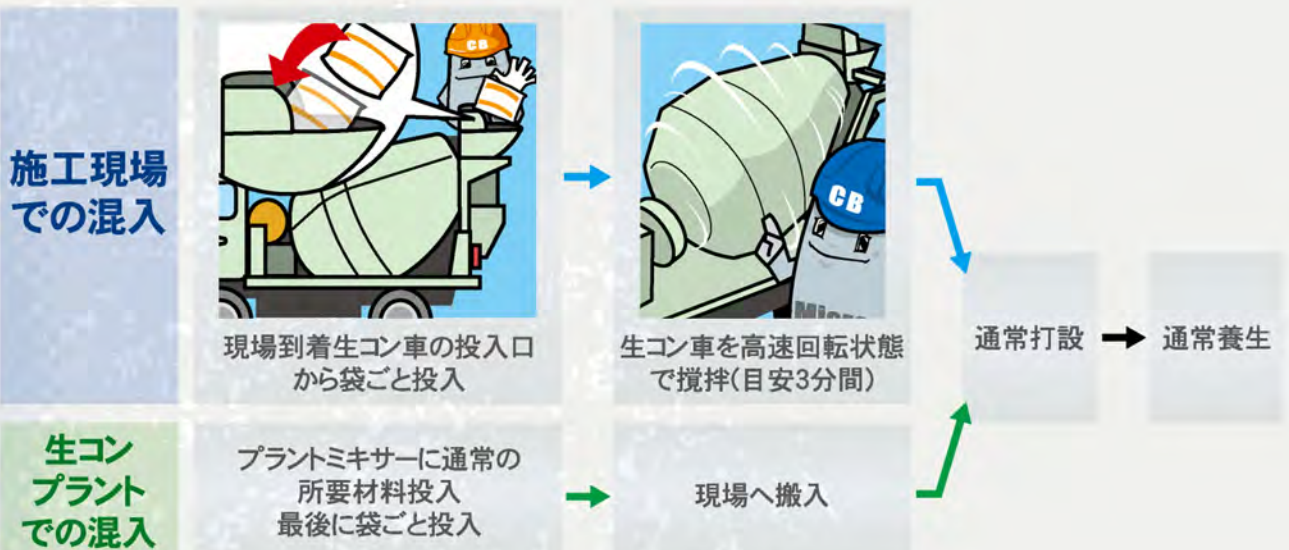 施工現場
での混入
CB
現場到着生コン車の投入口
から袋ごと投入
CB
Micro
生コン車を高速回転状態
で撹拌(目安3分間)
通常打設
通常養生
生コン
プラント
での混入
プラントミキサーに通常の
所要材料投入
最後に袋ごと投入
現場へ搬入